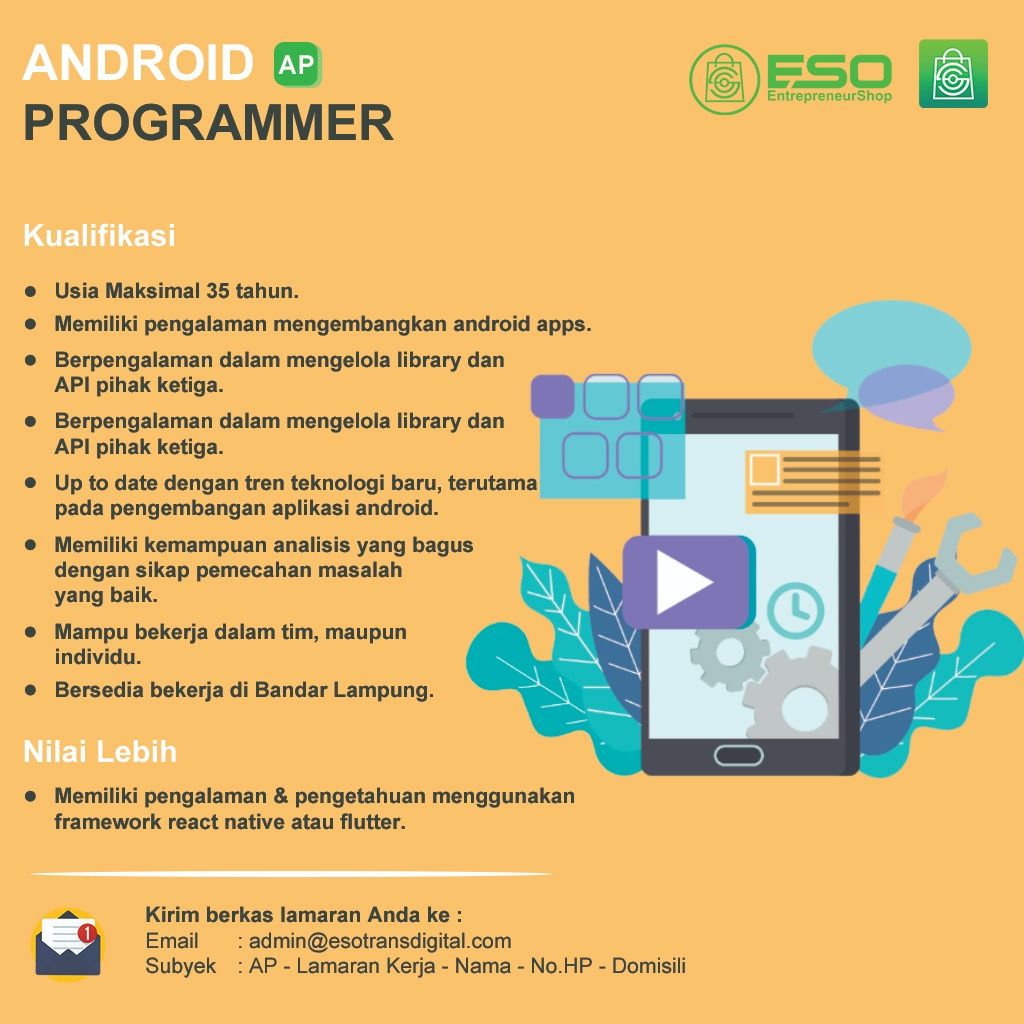 ANDROID AP
PROGRAMMER
ESO
EntrepreneurShop
Kualifikasi
● Usia Maksimal 35 tahun.
● Memiliki pengalaman mengembangkan android apps.
● Berpengalaman dalam mengelola library dan
API pihak ketiga.
● Berpengalaman dalam mengelola library dan
API pihak ketiga.
● Up to date dengan tren teknologi baru, terutama
pada pengembangan aplikasi android.
● Memiliki kemampuan analisis yang bagus
dengan sikap pemecahan masalah
yang baik.
● Mampu bekerja dalam tim, maupun
individu.
● Bersedia bekerja di Bandar Lampung.
Nilai Lebih
● Memiliki pengalaman & pengetahuan menggunakan
framework react native atau flutter.
1
Kirim berkas lamaran Anda ke :
Email : admin@esotransdigital.com
Subyek : AP - Lamaran Kerja - Nama - No.HP - Domisili